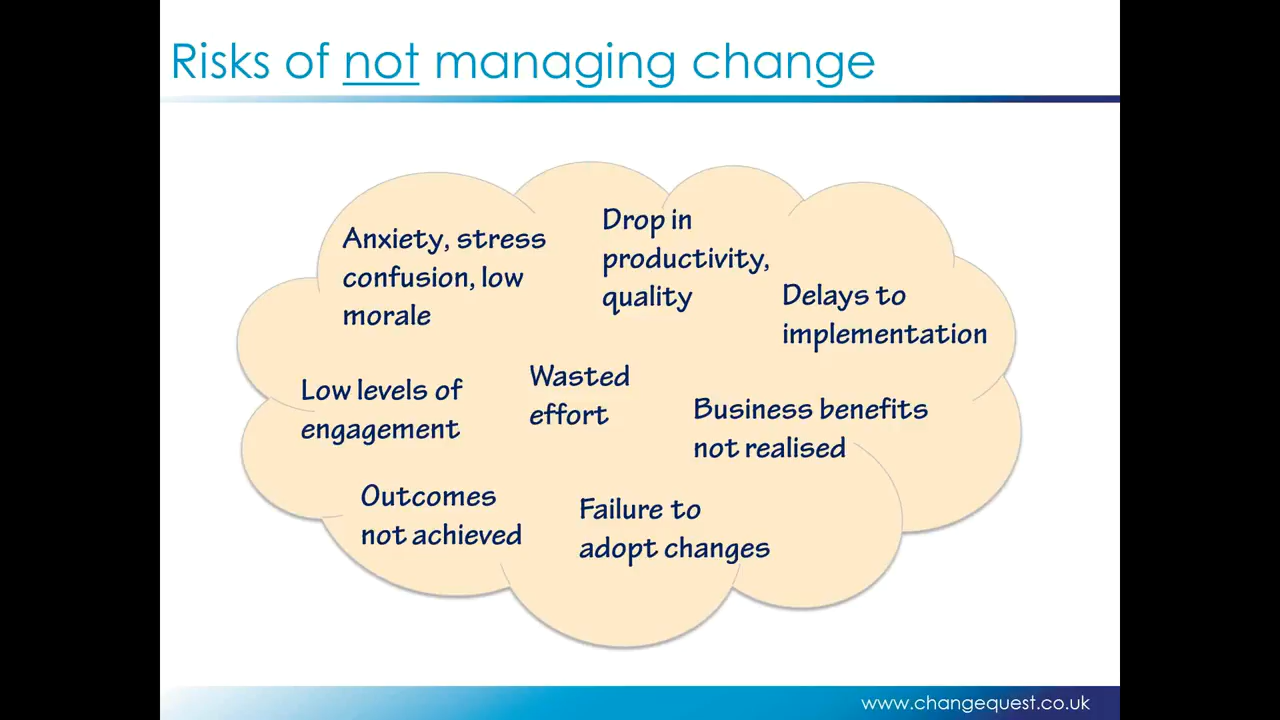 Risks of not managing change
Anxiety, stress
confusion, low
morale
Drop in
productivity,
quality
Delays to
implementation
Low levels of
engagement
Wasted
effort
Business benefits
not realised
Outcomes
not achieved
Failure to
adopt changes
www.changequest.co.uk